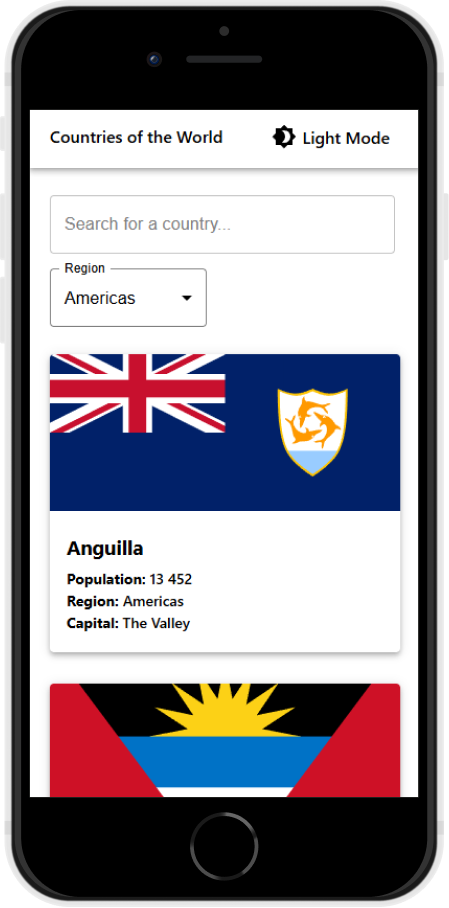 Countries of the World
Light Mode
Search for a country...
Region
Americas
Anguilla
Population: 13 452
Region: Americas
Capital: The Valley